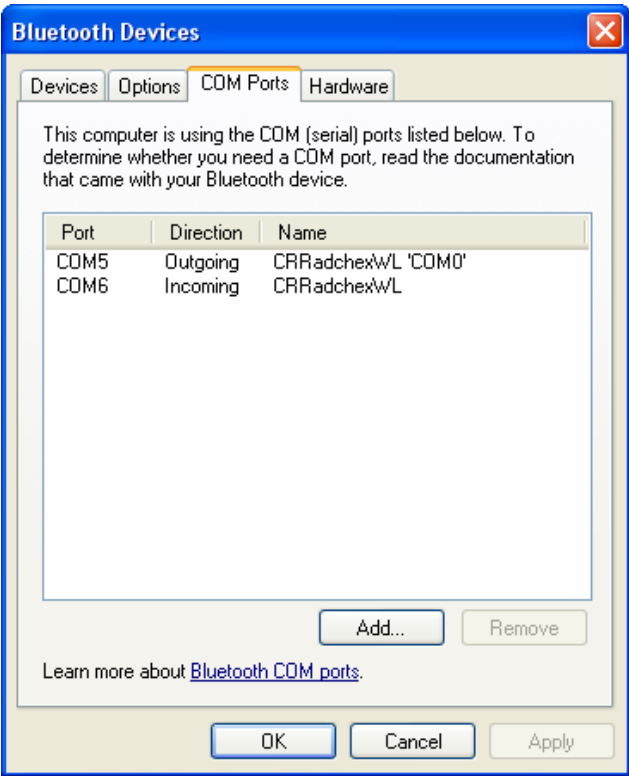 Bluetooth Devices
Devices Options COM Ports Hardware
This computer is using the COM (serial) ports listed below. To
determine whether you need a COM port, read the documentation
that came with your Bluetooth device.
Port Direction Name
COM5 Outgoing CRRadchexWL 'COM0'
COM6 Incoming CRRadchexWL
Add... Remove
Learn more about Bluetooth COM ports.
OK Cancel Apply